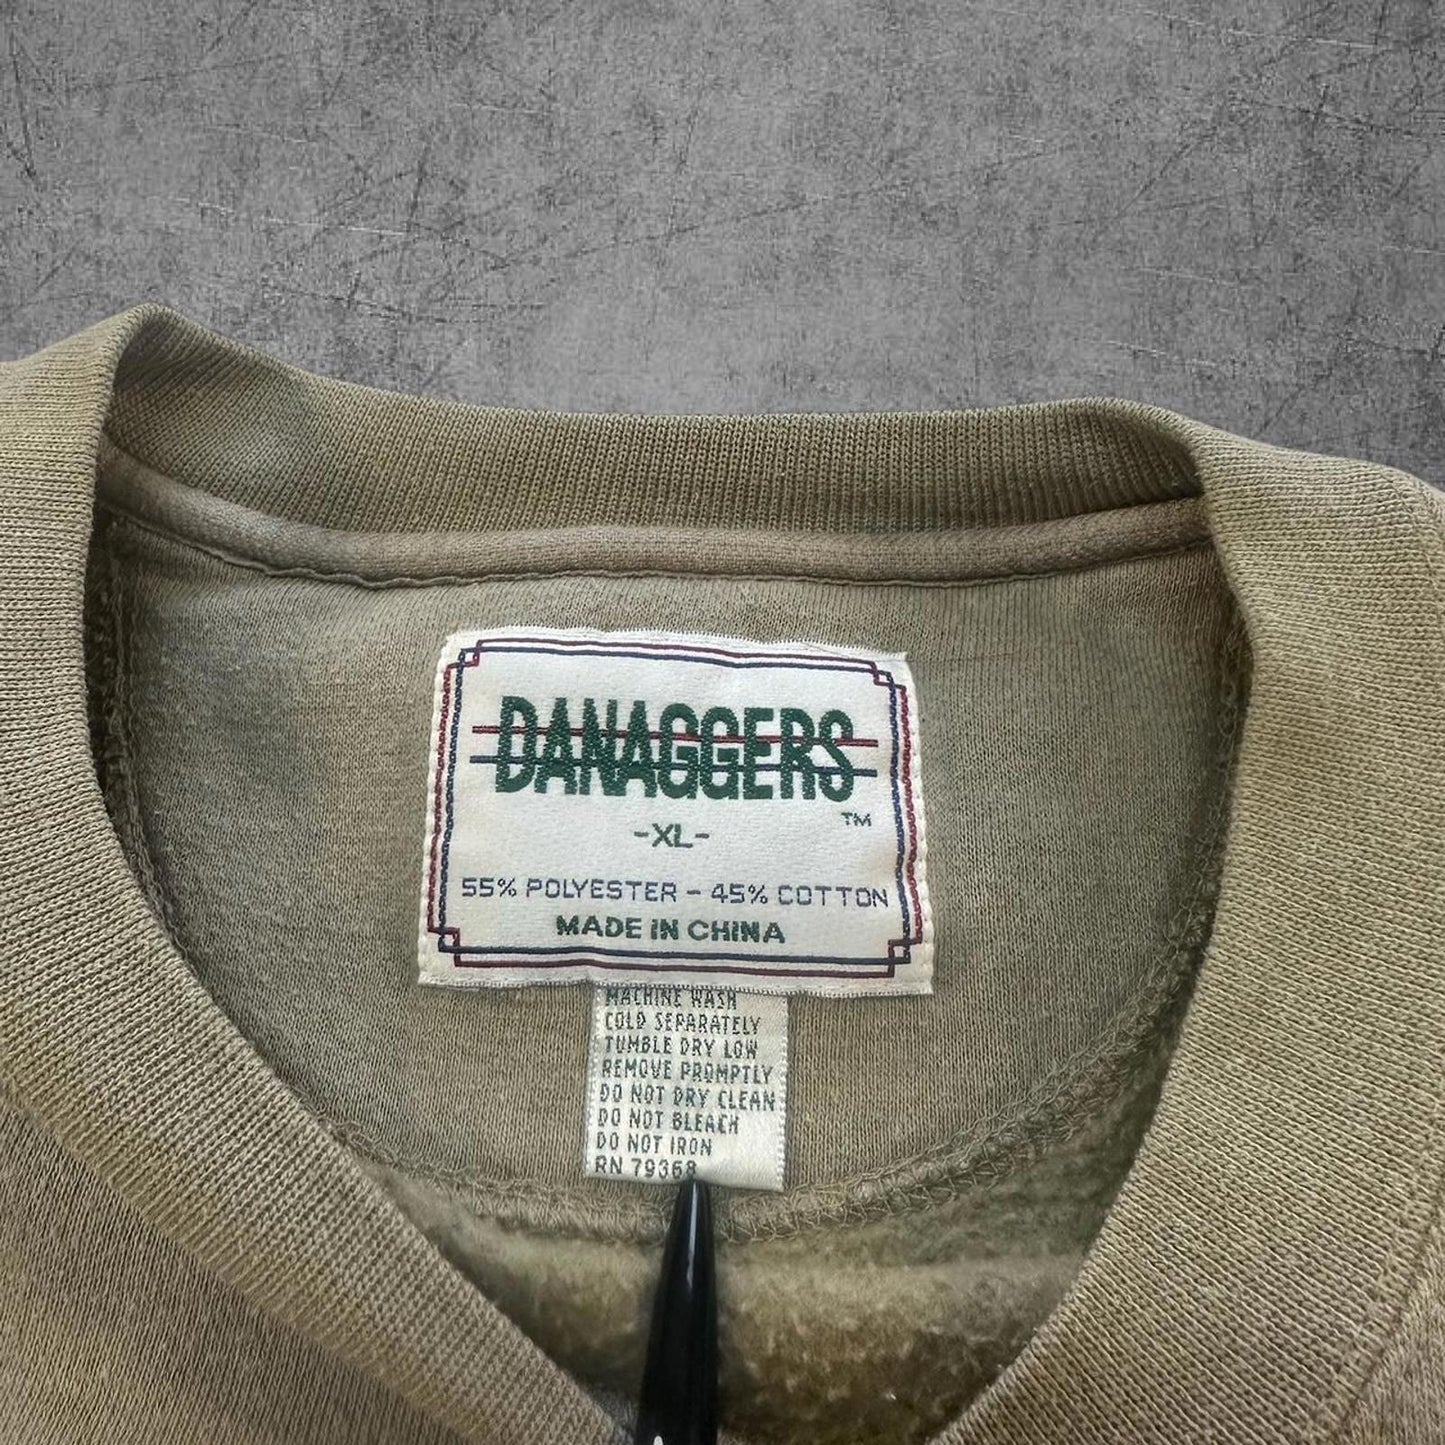 DANAGGERS
TM
-XL-
55% POLYESTER - 45% COTTON
MADE IN CHINA
MACHINE WASH
COLD SEPARATELY
TUMBLE DRY LOW
REMOVE PROMPTLY
DO NOT DRY CLEAN
DO NOT BLEACH
DO NOT IRON
RN 79368